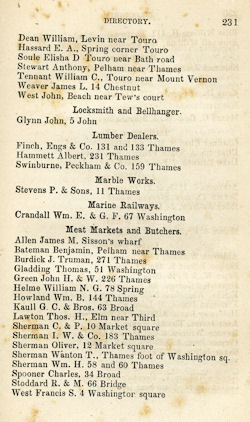 DIRECTORY. 231
Dean William, Levin near Touro
Hassard E. A., Spring corner Touro
Soule Elisha D Touro near Bath road
Stewart Anthony, Pelham near Thames
Tennant William C., Touro near Mount Vernon
Weaver James L. 14 Chestnut
West John, Beach near Tew's court
Locksmith and Bellhanger.
Glynn John, 5 John
Lumber Dealers.
Finch, Engs & Co. 131 and 133 Thames
Hammett Albert, 231 Thames
Swinburne, Peckham & Co. 159 Thames
Marble Works.
Stevens P. & Sons, 11 Thames
Marine Railways.
Crandall Wm. E. & G. F. 67 Washington
Meat Markets and Butchers.
Allen James M. Sisson's wharf
Bateman Benjamin, Pelham near Thames
Burdick J. Truman, 271 Thames
Gladding Thomas, 51 Washington
Green John H. & W. 226 Thames
Helme William N. G. 78 Spring
Howland Wm. B. 144 Thames
Kaull G. C. & Bros. 63 Broad
Lawton Thos. H., Elm near Third
Sherman C. & P. 10 Market square
Sherman I. W. & Co. 183 Thames
Sherman Oliver, 12 Market square
Sherman Wanton T., Thames foot of Washington sq.
Sherman Wm. H. 58 and 60 Thames
Spooner Charles, 34 Broad
Stoddard R. & M. 66 Bridge
West Francis S. 4 Washington square